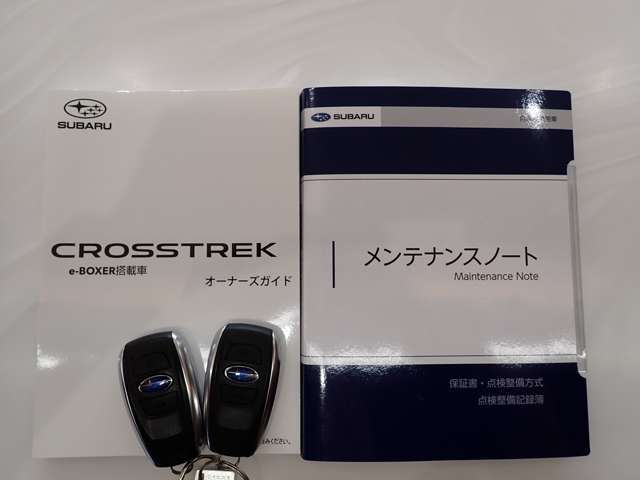 SUBARU
CROSSTREK
e-BOXER搭載車
オーナーズガイド
SUBARU
メンテナンスノート
Maintenance Note
保証書・点検整備方式
点検整備記録簿